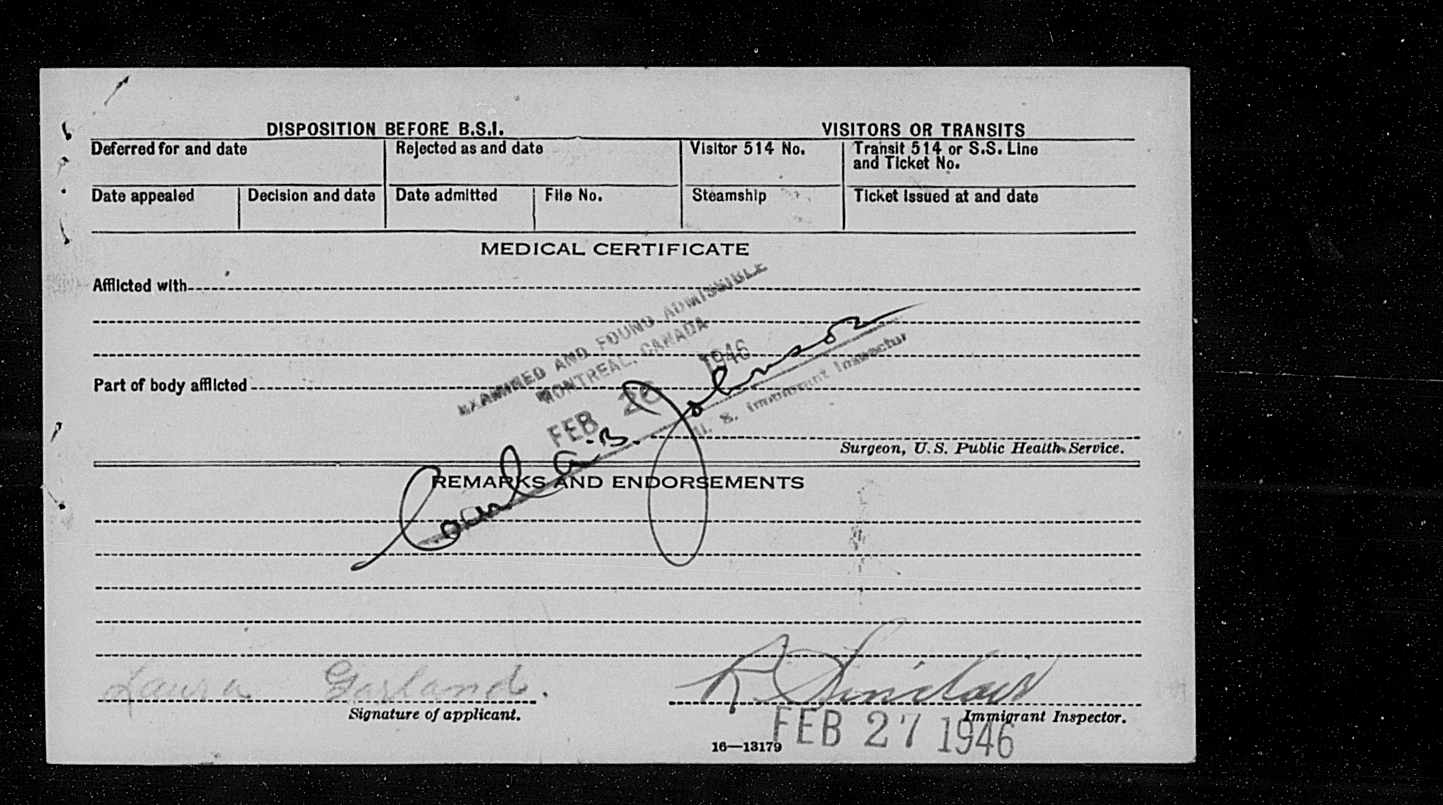 DISPOSITION BEFORE B.S.I. VISITORS OR TRANSITS
Deferred for and date Rejected as and date Visitor 514 No. Transit 514 or S.S. Line and Ticket No.
Date appealed Decision and date Date admitted File No. Steamship Ticket issued at and date
MEDICAL CERTIFICATE
Afflicted with
EXAMINED AND FOUND ADMISSIBLE
MONTREAL, CANADA
FEB 26 1946
Part of body afflicted
U. S. Immigrant Inspector
Surgeon, U.S. Public Health Service.
A.B. Johnson
REMARKS AND ENDORSEMENTS
Laura Garland. R Sinclair
Signature of applicant. Immigrant Inspector.
16—13179 FEB 27 1946